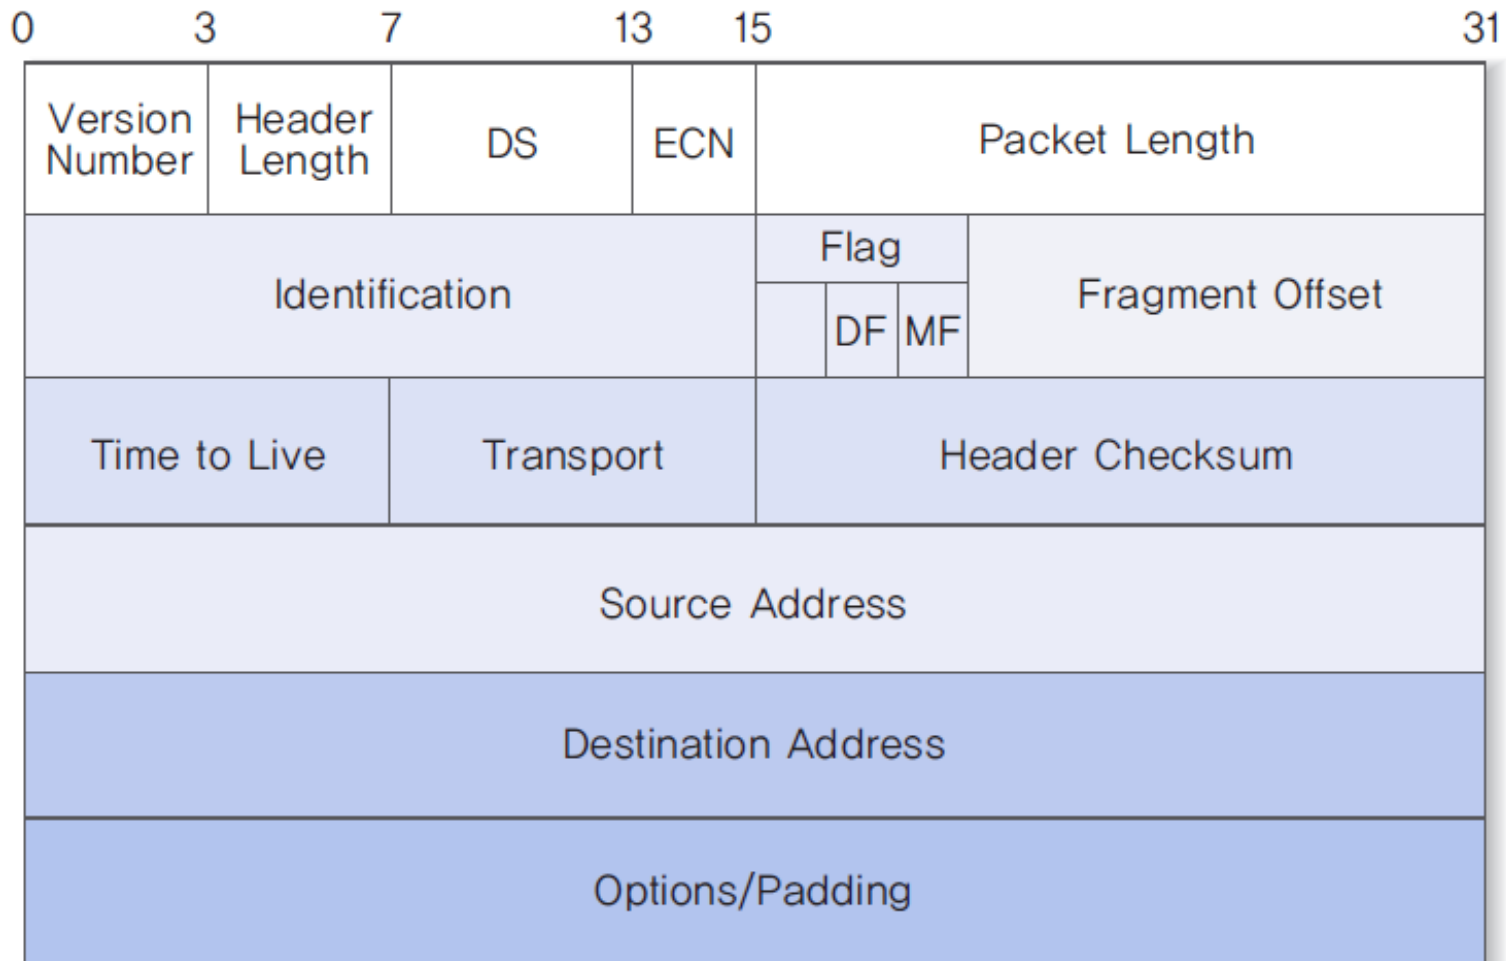 0 3 7 13 15 31
Version
Number
Header
Length
DS
ECN
Packet Length
Identification
Flag
DF
MF
Fragment Offset
Time to Live
Transport
Header Checksum
Source Address
Destination Address
Options/Padding